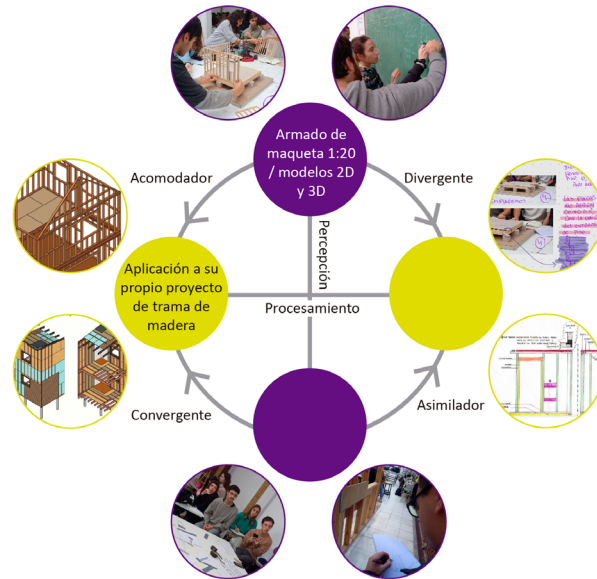 Armado de
maqueta 1:20
/ modelos 2D
y 3D
Acomodador
Divergente
Percepción
Aplicación a su
propio proyecto
de trama de
madera
Procesamiento
Convergente
Asimilador